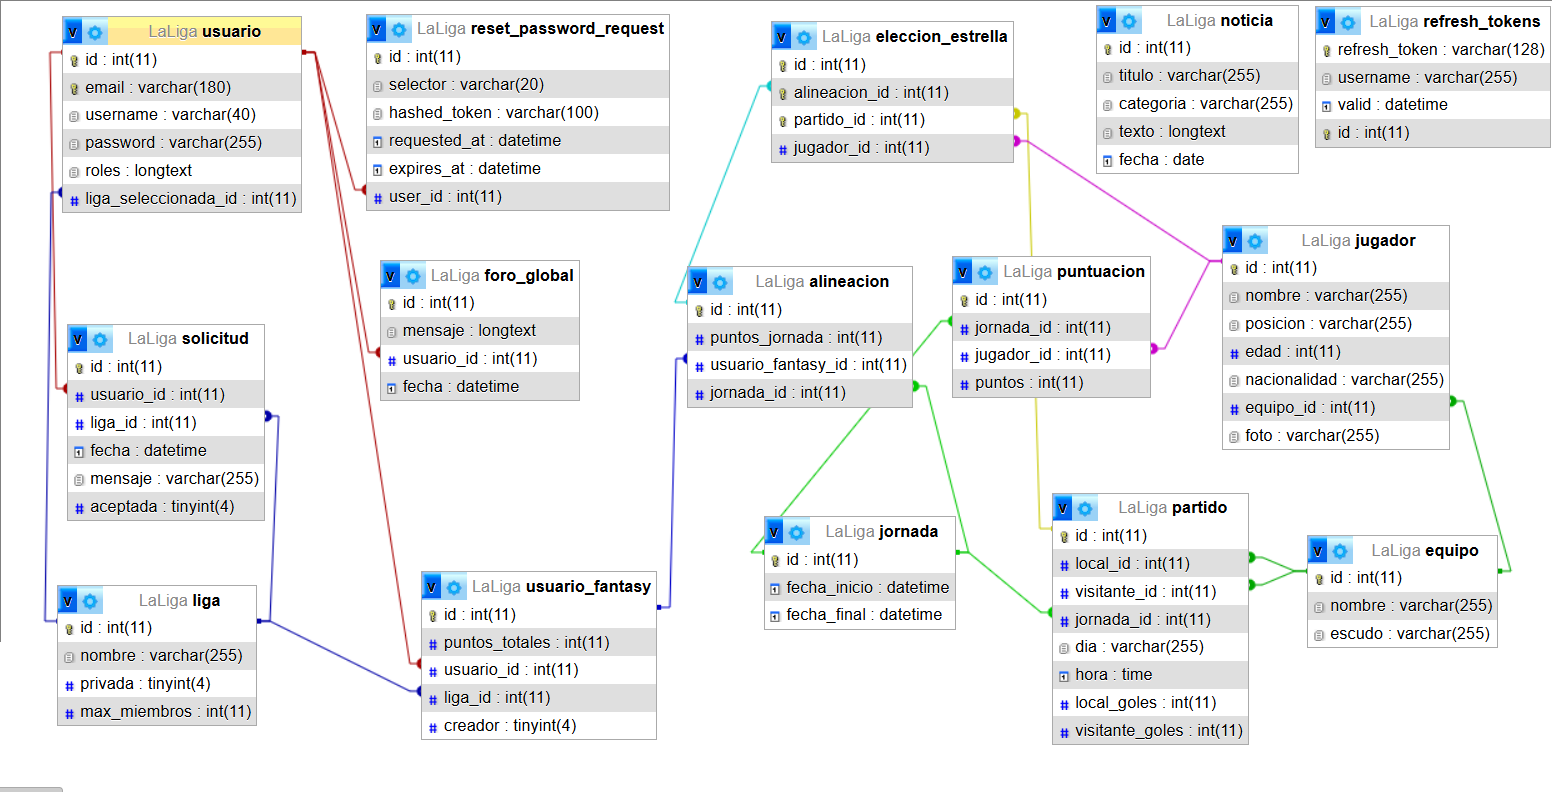 LaLiga usuario
id : int(11)
email : varchar(180)
username : varchar(40)
password : varchar(255)
roles : longtext
liga_seleccionada_id : int(11)
LaLiga reset_password_request
id : int(11)
selector : varchar(20)
hashed_token : varchar(100)
requested_at : datetime
expires_at : datetime
user_id : int(11)
LaLiga eleccion_estrella
id : int(11)
alineacion_id : int(11)
partido_id : int(11)
jugador_id : int(11)
LaLiga noticia
id : int(11)
titulo : varchar(255)
categoria : varchar(255)
texto : longtext
fecha : date
LaLiga refresh_tokens
refresh_token : varchar(128)
username : varchar(255)
valid : datetime
id : int(11)
LaLiga solicitud
id : int(11)
usuario_id : int(11)
liga_id : int(11)
fecha : datetime
mensaje : varchar(255)
aceptada : tinyint(4)
LaLiga foro_global
id : int(11)
mensaje : longtext
usuario_id : int(11)
fecha : datetime
LaLiga alineacion
id : int(11)
puntos_jornada : int(11)
usuario_fantasy_id : int(11)
jornada_id : int(11)
LaLiga puntuacion
id : int(11)
jornada_id : int(11)
jugador_id : int(11)
puntos : int(11)
LaLiga jugador
id : int(11)
nombre : varchar(255)
posicion : varchar(255)
edad : int(11)
nacionalidad : varchar(255)
equipo_id : int(11)
foto : varchar(255)
LaLiga liga
id : int(11)
nombre : varchar(255)
privada : tinyint(4)
max_miembros : int(11)
LaLiga usuario_fantasy
id : int(11)
puntos_totales : int(11)
usuario_id : int(11)
liga_id : int(11)
creador : tinyint(4)
LaLiga jornada
id : int(11)
fecha_inicio : datetime
fecha_final : datetime
LaLiga partido
id : int(11)
local_id : int(11)
visitante_id : int(11)
jornada_id : int(11)
dia : varchar(255)
hora : time
local_goles : int(11)
visitante_goles : int(11)
LaLiga equipo
id : int(11)
nombre : varchar(255)
escudo : varchar(255)